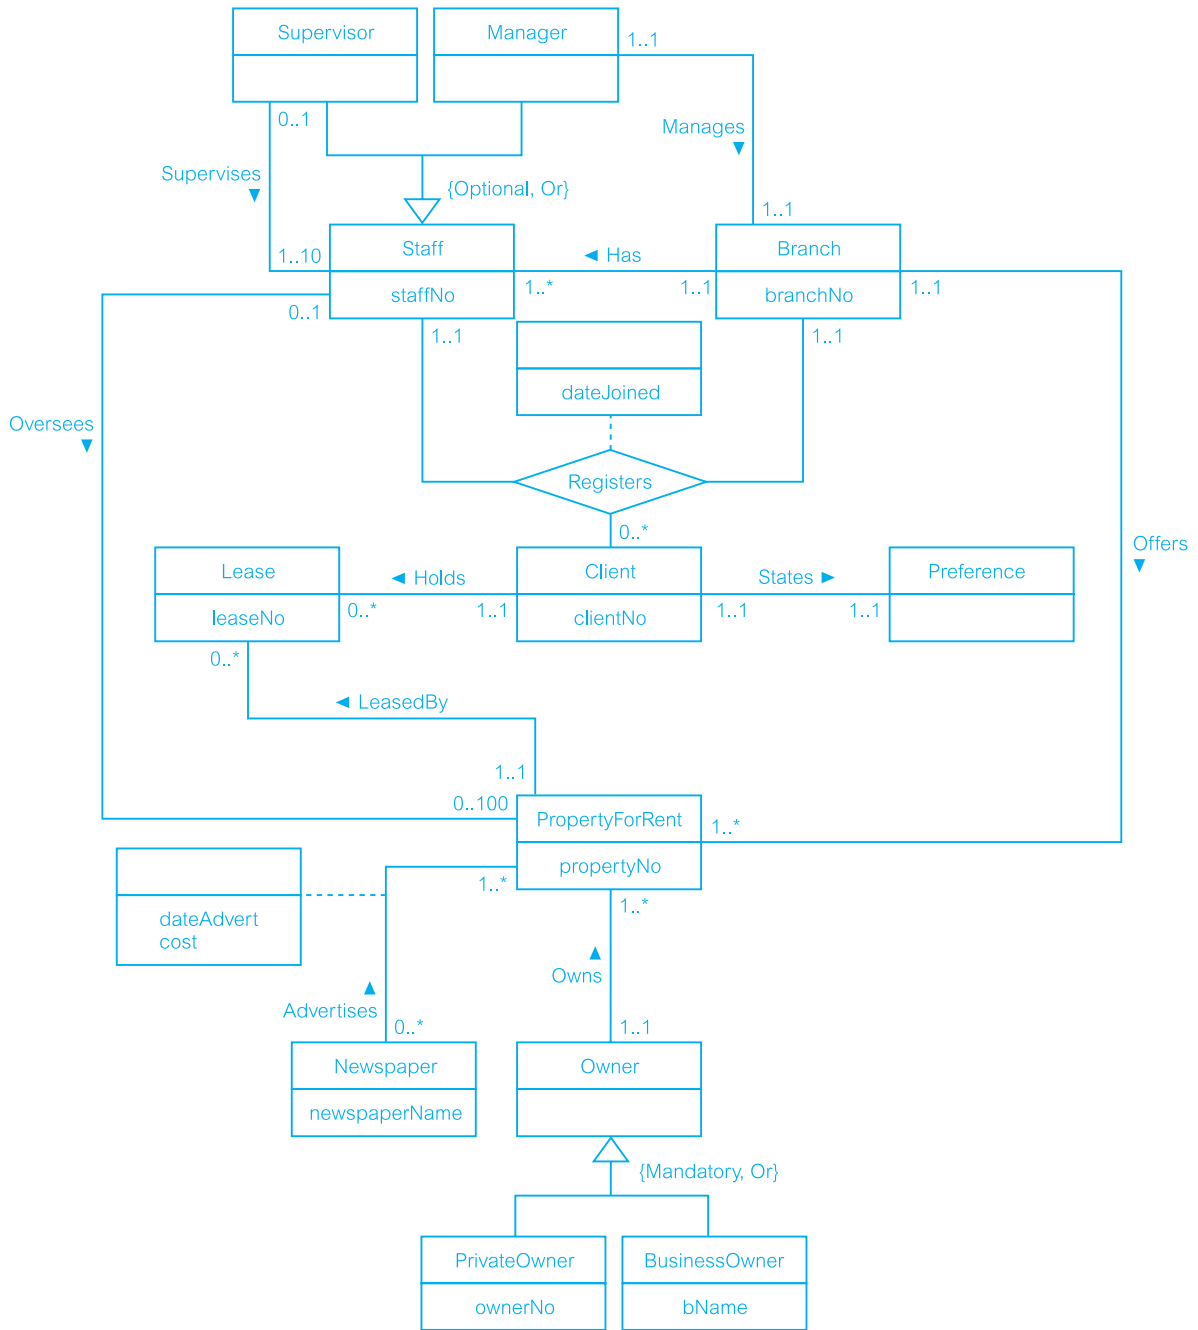 Supervisor
Manager
1..1
0..1
Manages
▼
Supervises
▼
{Optional, Or}
1..1
1..10
Staff
◄ Has
Branch
staffNo
1..*
1..1
branchNo
1..1
0..1
1..1
1..1
dateJoined
Oversees
▼
Registers
0..*
Offers
▼
Lease
◄ Holds
Client
States ►
Preference
leaseNo
0..*
1..1
clientNo
1..1
1..1
0..*
◄ LeasedBy
1..1
0..100
PropertyForRent
1..*
propertyNo
1..*
1..*
dateAdvert
cost
▲
Owns
▲
Advertises
0..*
1..1
Newspaper
Owner
newspaperName
{Mandatory, Or}
PrivateOwner
BusinessOwner
ownerNo
bName